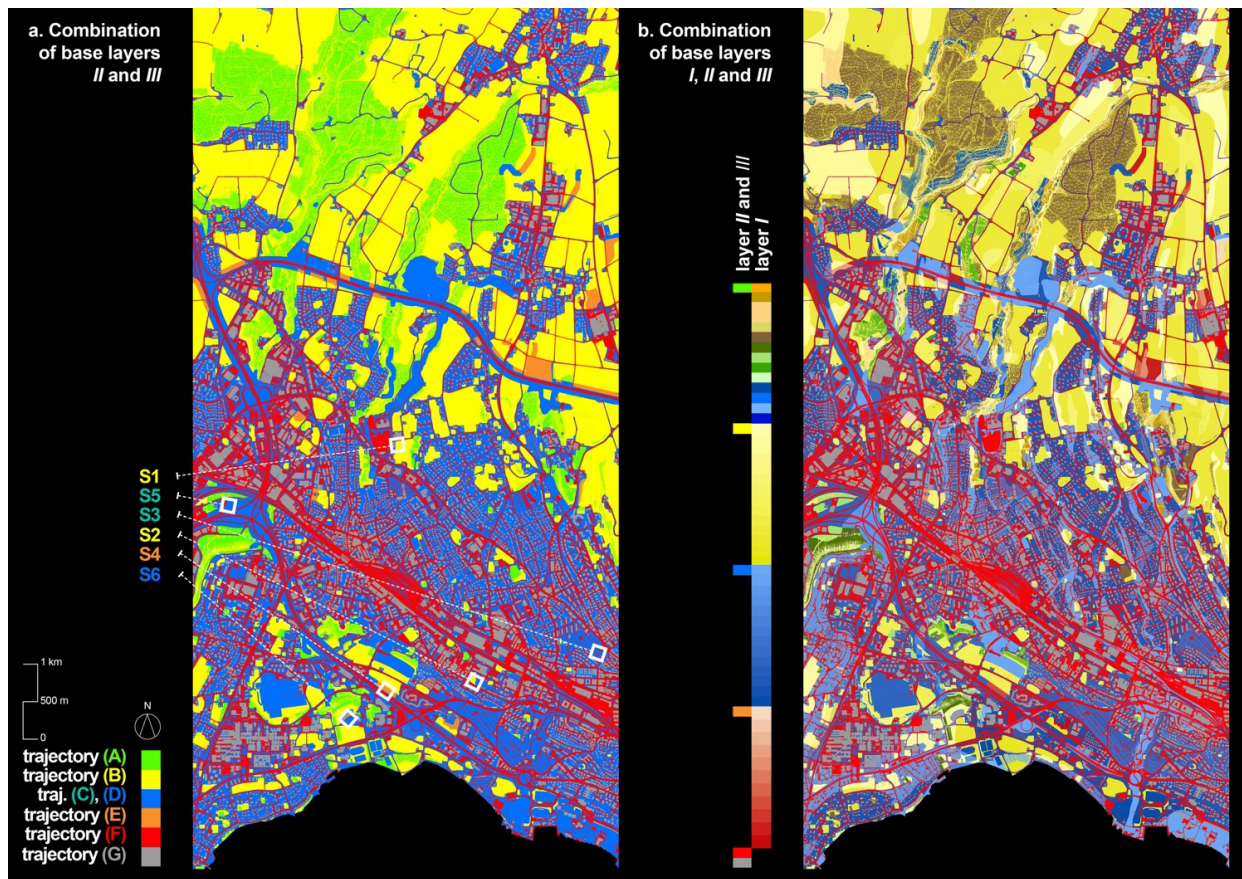 a. Combination
of base layers
II and III
S1
S5
S3
S2
S4
S6
1 km
500 m
0
N
trajectory (A)
trajectory (B)
traj. (C), (D)
trajectory (E)
trajectory (F)
trajectory (G)
b. Combination
of base layers
I, II and III
layer II and III
layer I